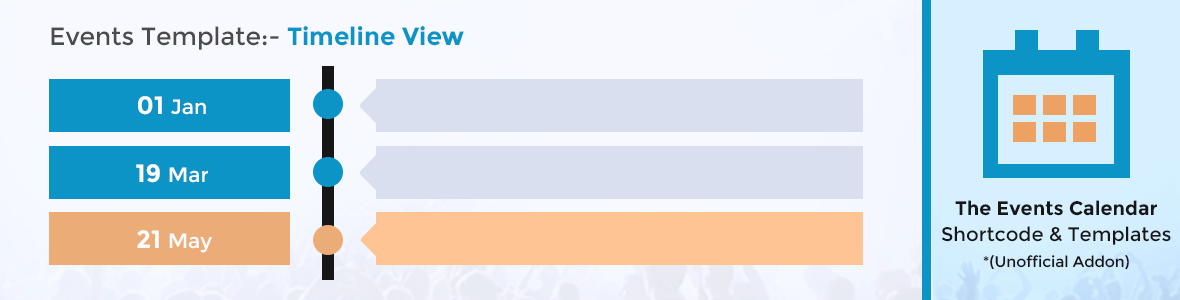 Events Template:- Timeline View
01 Jan
19 Mar
21 May
The Events Calendar
Shortcode & Templates
*(Unofficial Addon)